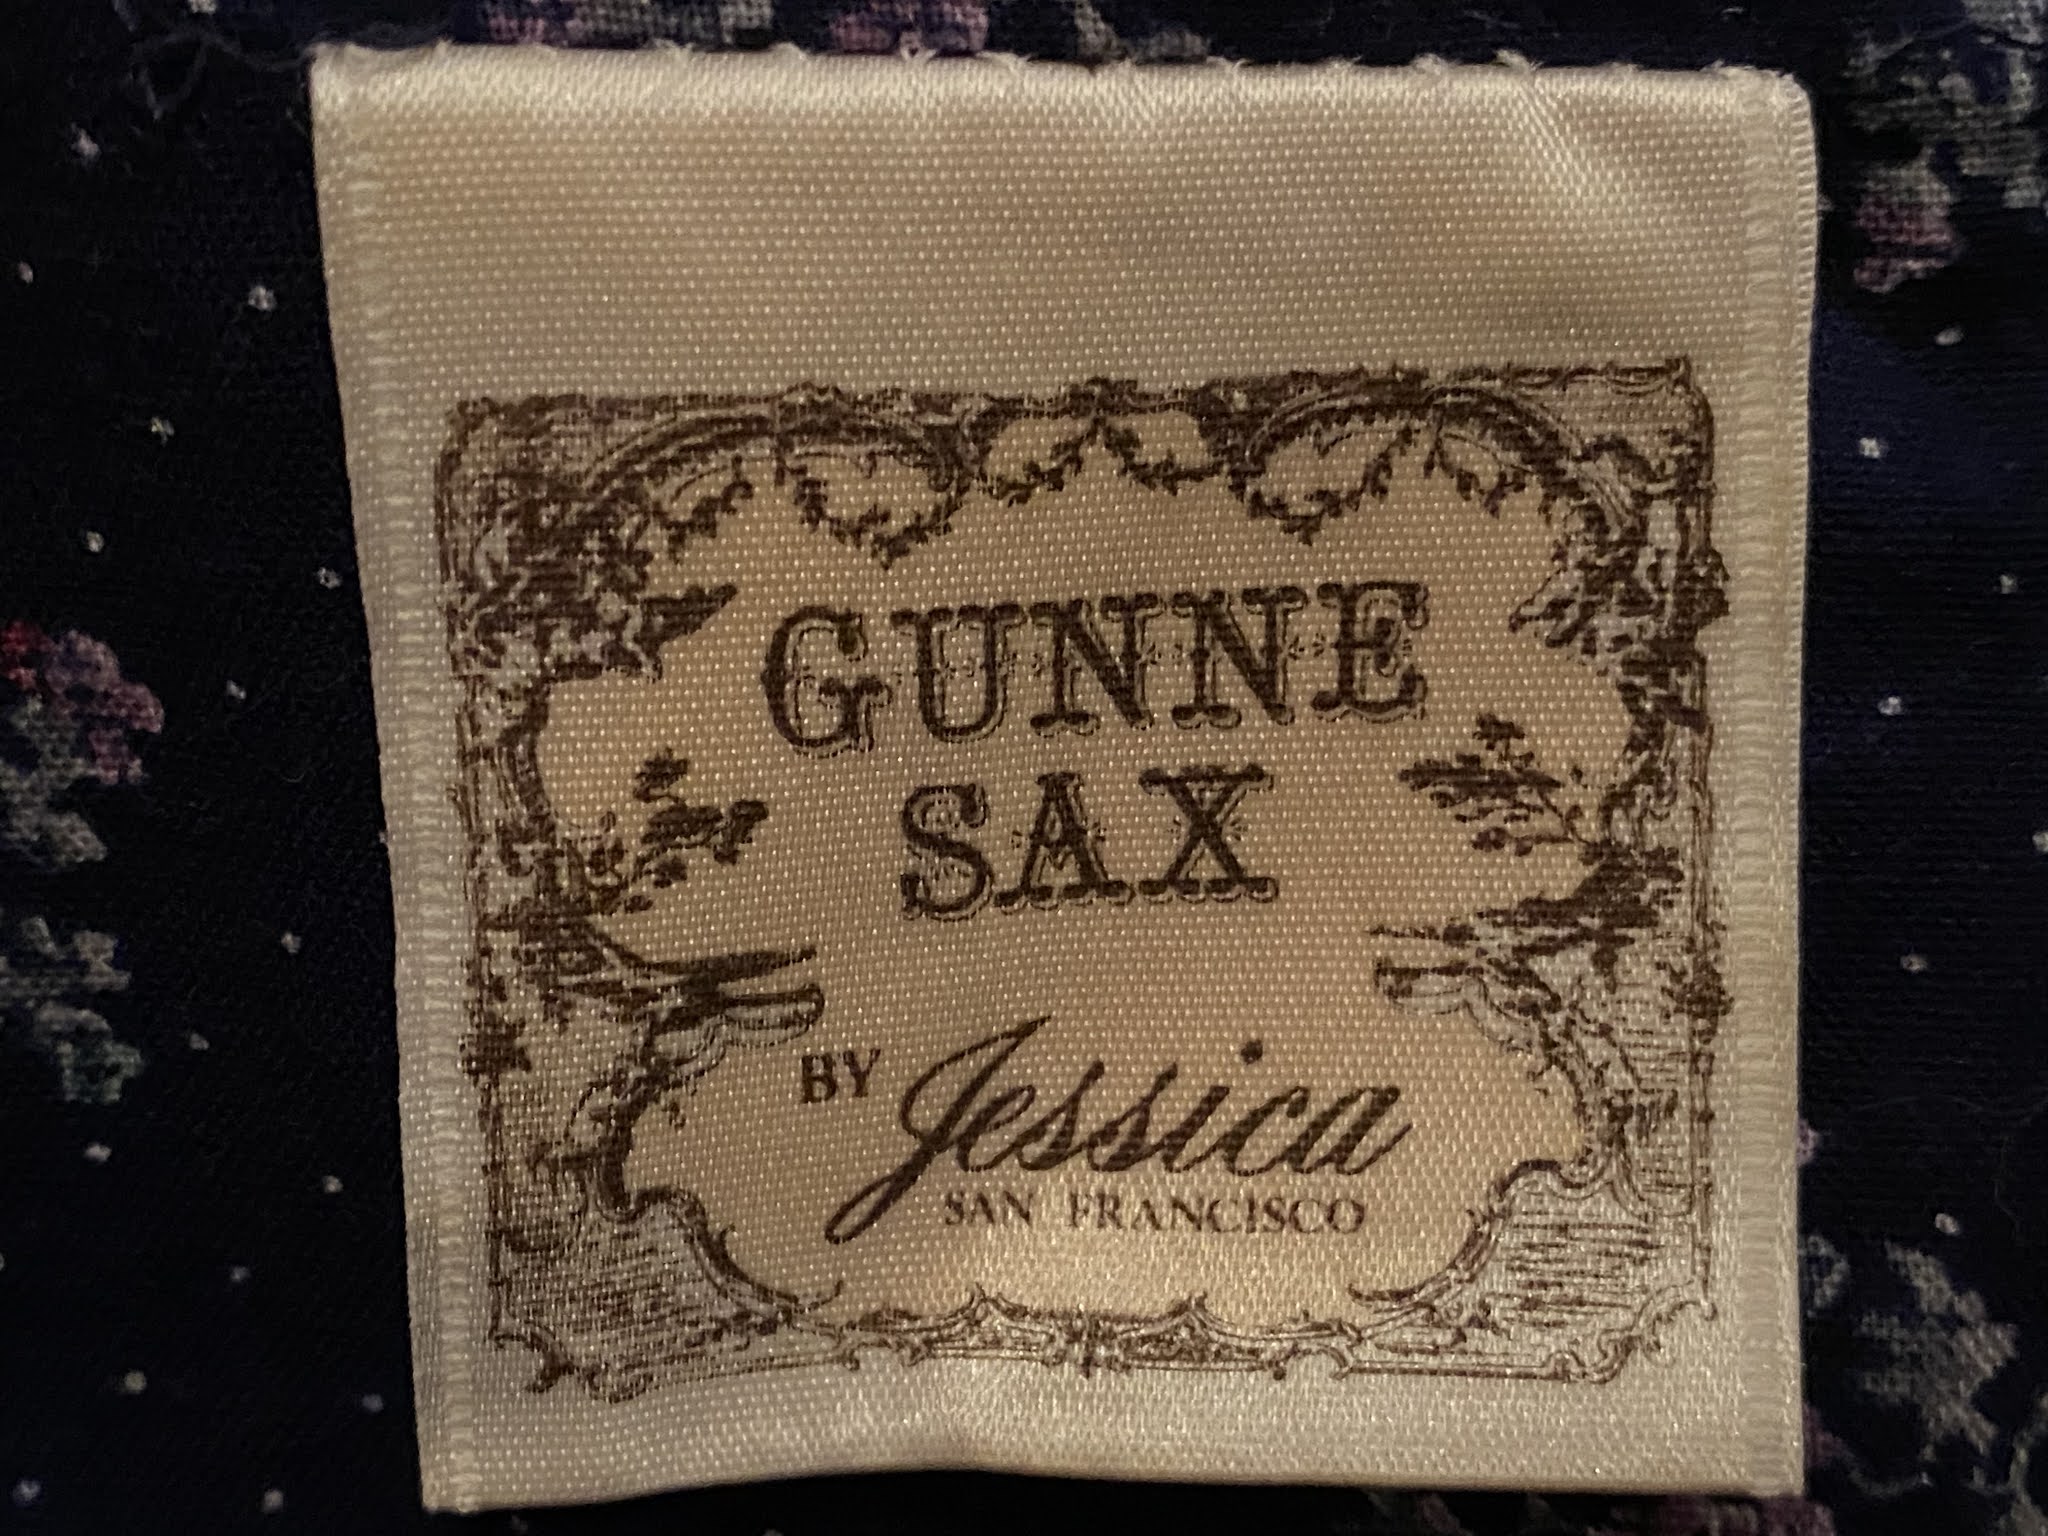 GUNNE
SAX
BY Jessica
SAN FRANCISCO